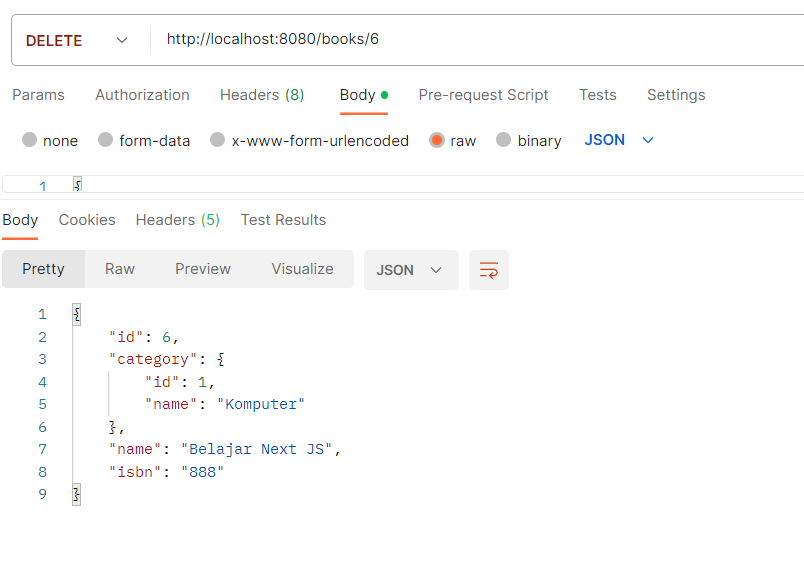 DELETE http://localhost:8080/books/6
Params Authorization Headers (8) Body Pre-request Script Tests Settings
none form-data x-www-form-urlencoded raw binary JSON
1 {
Body Cookies Headers (5) Test Results
Pretty Raw Preview Visualize JSON
1 {
2 "id": 6,
3 "category": {
4 "id": 1,
5 "name": "Komputer"
6 },
7 "name": "Belajar Next JS",
8 "isbn": "888"
9 }